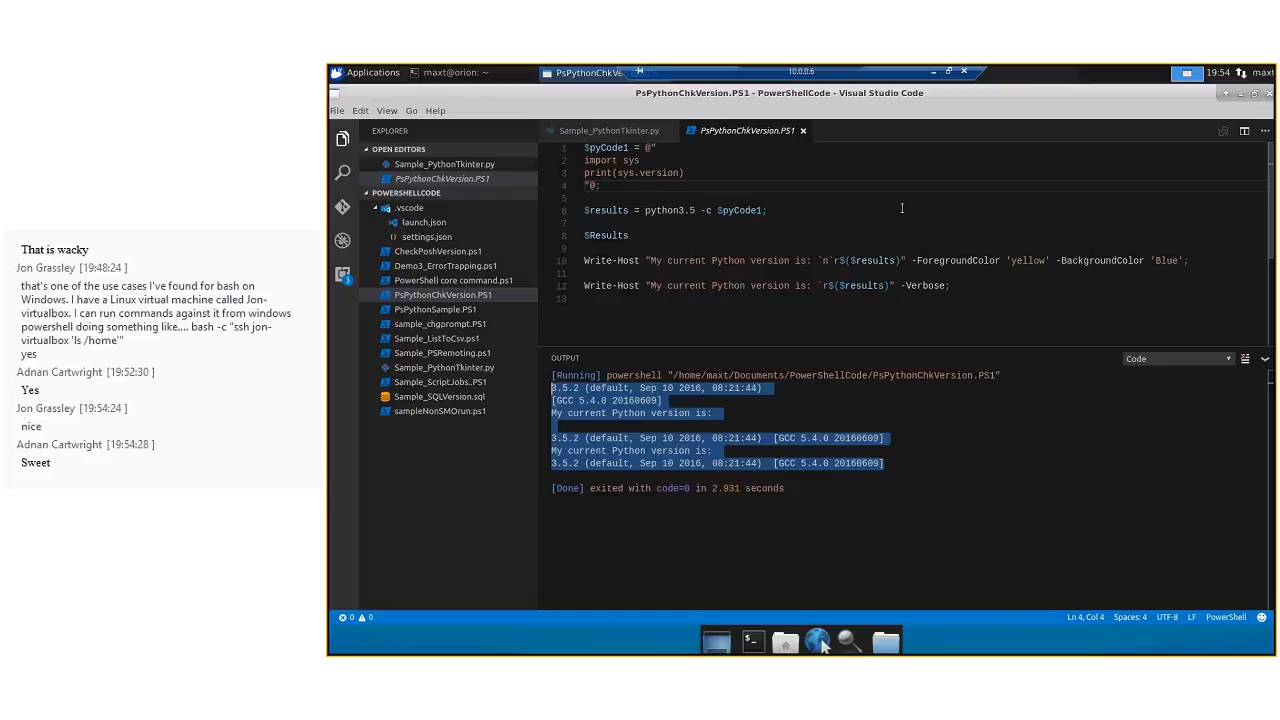 That is wacky
Jon Grassley [19:48:24 ]
that's one of the use cases I've found for bash on
Windows. I have a Linux virtual machine called Jon-
virtualbox. I can run commands against it from windows
powershell doing something like.... bash -c "ssh jon-
virtualbox 'ls /home'"
yes
Adnan Cartwright [19:52:30 ]
Yes
Jon Grassley [19:54:24 ]
nice
Adnan Cartwright [19:54:28 ]
Sweet
Applications
maxt@orion: ~
PsPythonChkVe
10.0.0.6
19:54
maxt
PsPythonChkVersion.PS1 - PowerShellCode - Visual Studio Code
File Edit View Go Help
EXPLORER
OPEN EDITORS
Sample_PythonTkinter.py
PsPythonChkVersion.PS1
POWERSHELLCODE
.vscode
launch.json
{} settings.json
CheckPoshVersion.ps1
Demo3_ErrorTrapping.ps1
PowerShell core command.ps1
PsPythonChkVersion.PS1
PsPythonSample.PS1
sample_chgprompt.PS1
Sample_ListToCsv.ps1
Sample_PSRemoting.ps1
Sample_PythonTkinter.py
Sample_ScriptJobs..PS1
Sample_SQLVersion.sql
sampleNonSMOrun.ps1
3
Sample_PythonTkinter.py
PsPythonChkVersion.PS1
1 $pyCode1 = @"
2 import sys
3 print(sys.version)
4 "@;
5
6 $results = python3.5 -c $pyCode1;
7
8 $Results
9
10 Write-Host "My current Python version is: `n`r$($results)" -ForegroundColor 'yellow' -BackgroundColor 'Blue';
11
12 Write-Host "My current Python version is: `r$($results)" -Verbose;
13
OUTPUT
Code
[Running] powershell "/home/maxt/Documents/PowerShellCode/PsPythonChkVersion.PS1"
3.5.2 (default, Sep 10 2016, 08:21:44)
[GCC 5.4.0 20160609]
My current Python version is:
3.5.2 (default, Sep 10 2016, 08:21:44) [GCC 5.4.0 20160609]
My current Python version is:
3.5.2 (default, Sep 10 2016, 08:21:44) [GCC 5.4.0 20160609]
[Done] exited with code=0 in 2.931 seconds
0 0
Ln 4, Col 4 Spaces: 4 UTF-8 LF PowerShell